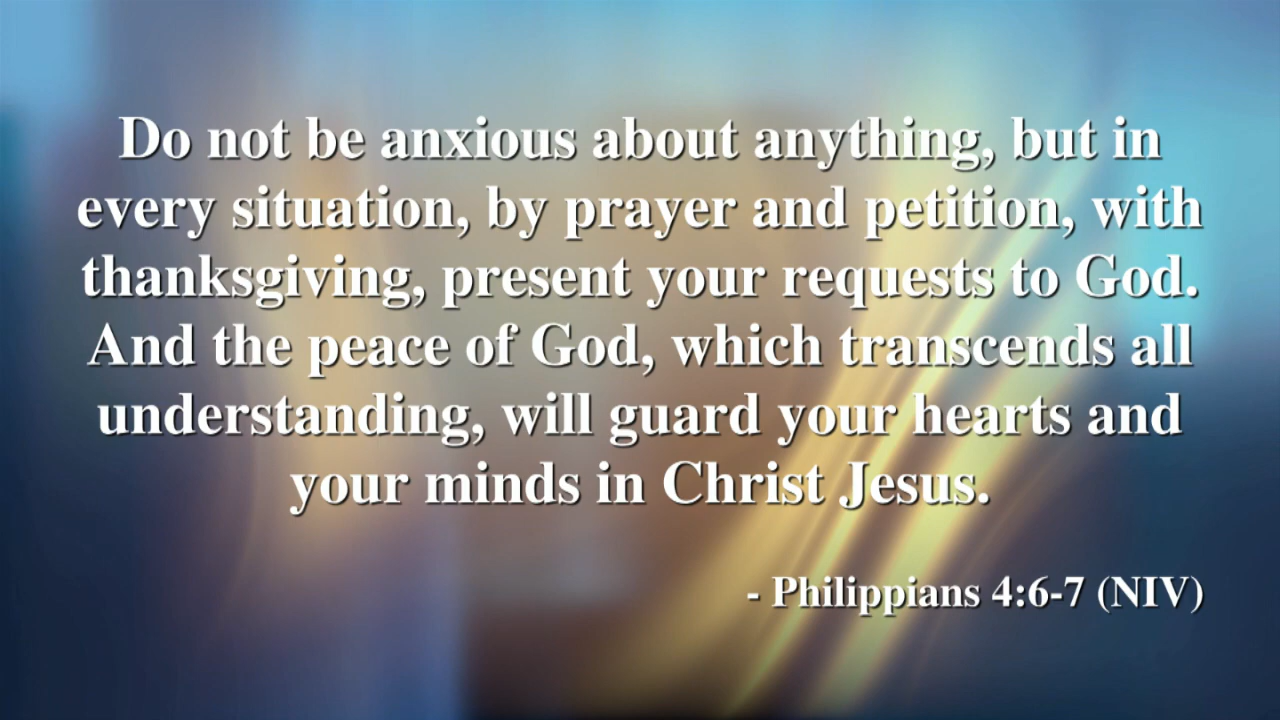 Do not be anxious about anything, but in
every situation, by prayer and petition, with
thanksgiving, present your requests to God.
And the peace of God, which transcends all
understanding, will guard your hearts and
your minds in Christ Jesus.
- Philippians 4:6-7 (NIV)